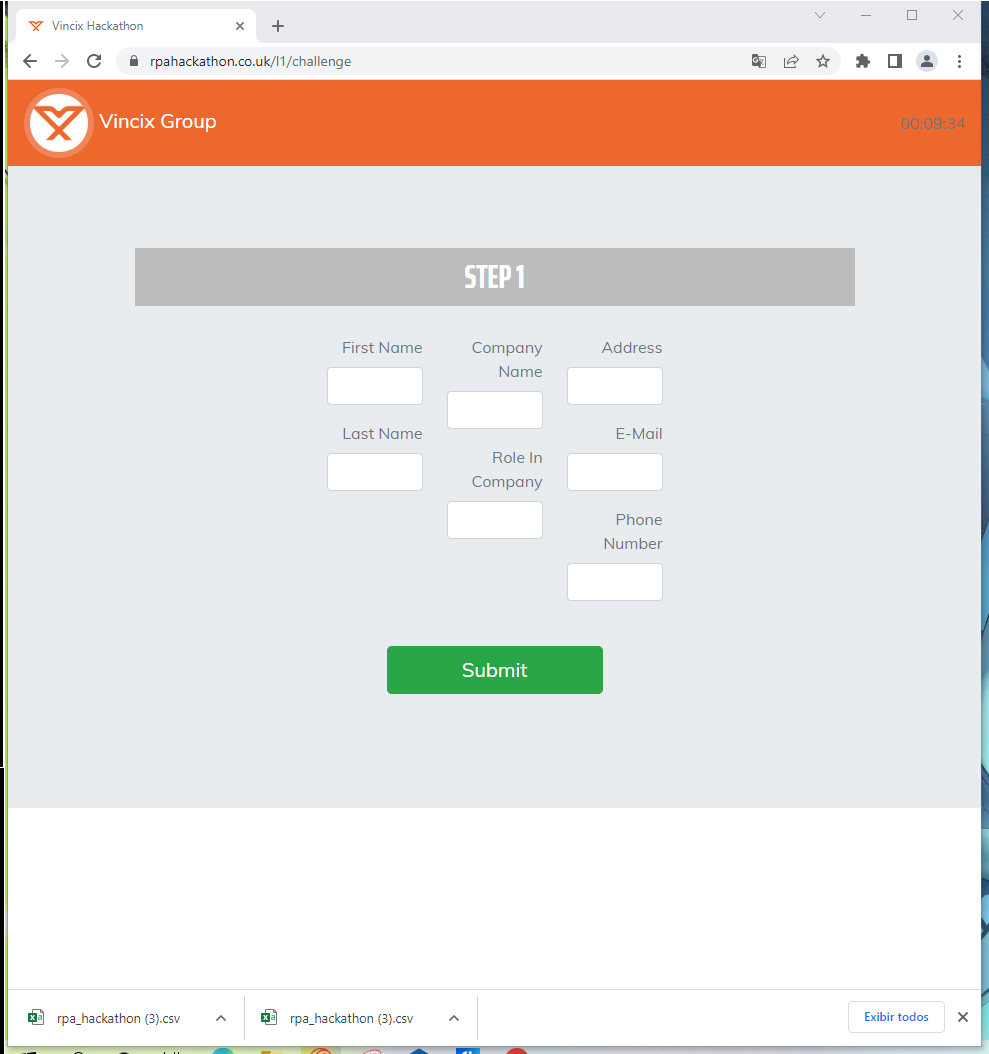 Vincix Hackathon
rpahackathon.co.uk/l1/challenge
Vincix Group
00:09:34
STEP 1
First Name
Last Name
Company
Name
Role In
Company
Address
E-Mail
Phone
Number
Submit
rpa_hackathon (3).csv
rpa_hackathon (3).csv
Exibir todos